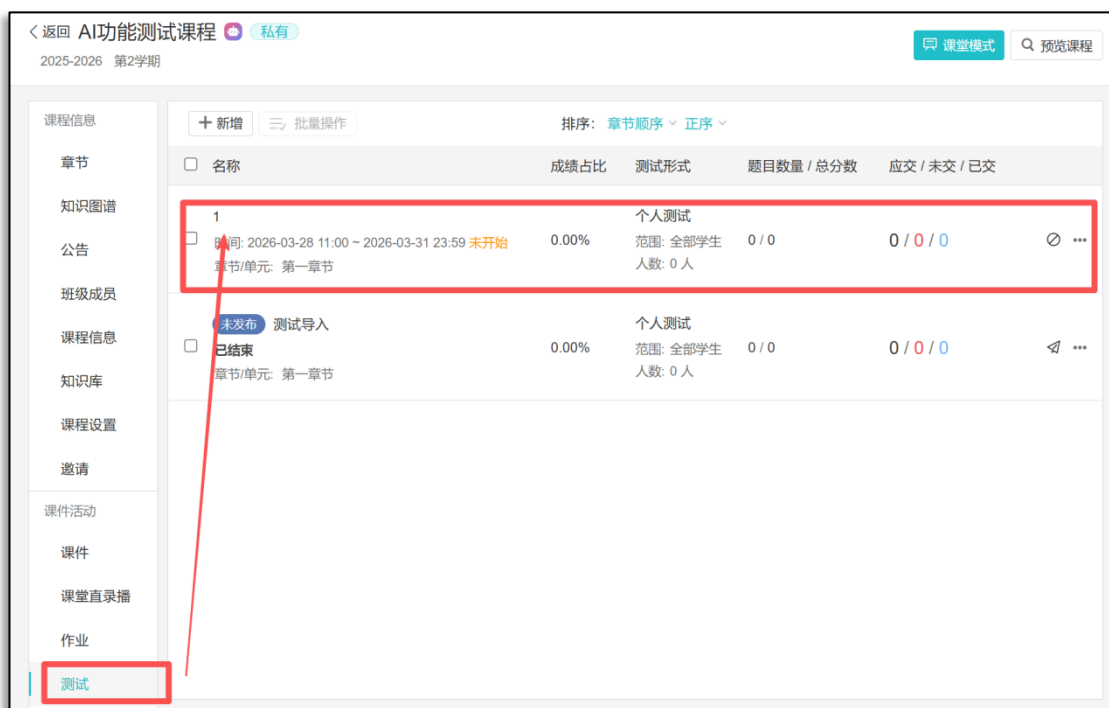 返回 AI功能测试课程 私有
2025-2026 第2学期
课堂模式 预览课程
课程信息
章节
知识图谱
公告
班级成员
课程信息
知识库
课程设置
邀请
课件活动
课件
课堂直录播
作业
测试
新增 批量操作 排序: 章节顺序 正序
名称 成绩占比 测试形式 题目数量 / 总分数 应交 / 未交 / 已交
1
时间: 2026-03-28 11:00 ~ 2026-03-31 23:59 未开始
章节/单元: 第一章节
0.00%
个人测试
范围: 全部学生
人数: 0 人
0 / 0
0 / 0 / 0
未发布 测试导入
已结束
章节/单元: 第一章节
0.00%
个人测试
范围: 全部学生
人数: 0 人
0 / 0
0 / 0 / 0